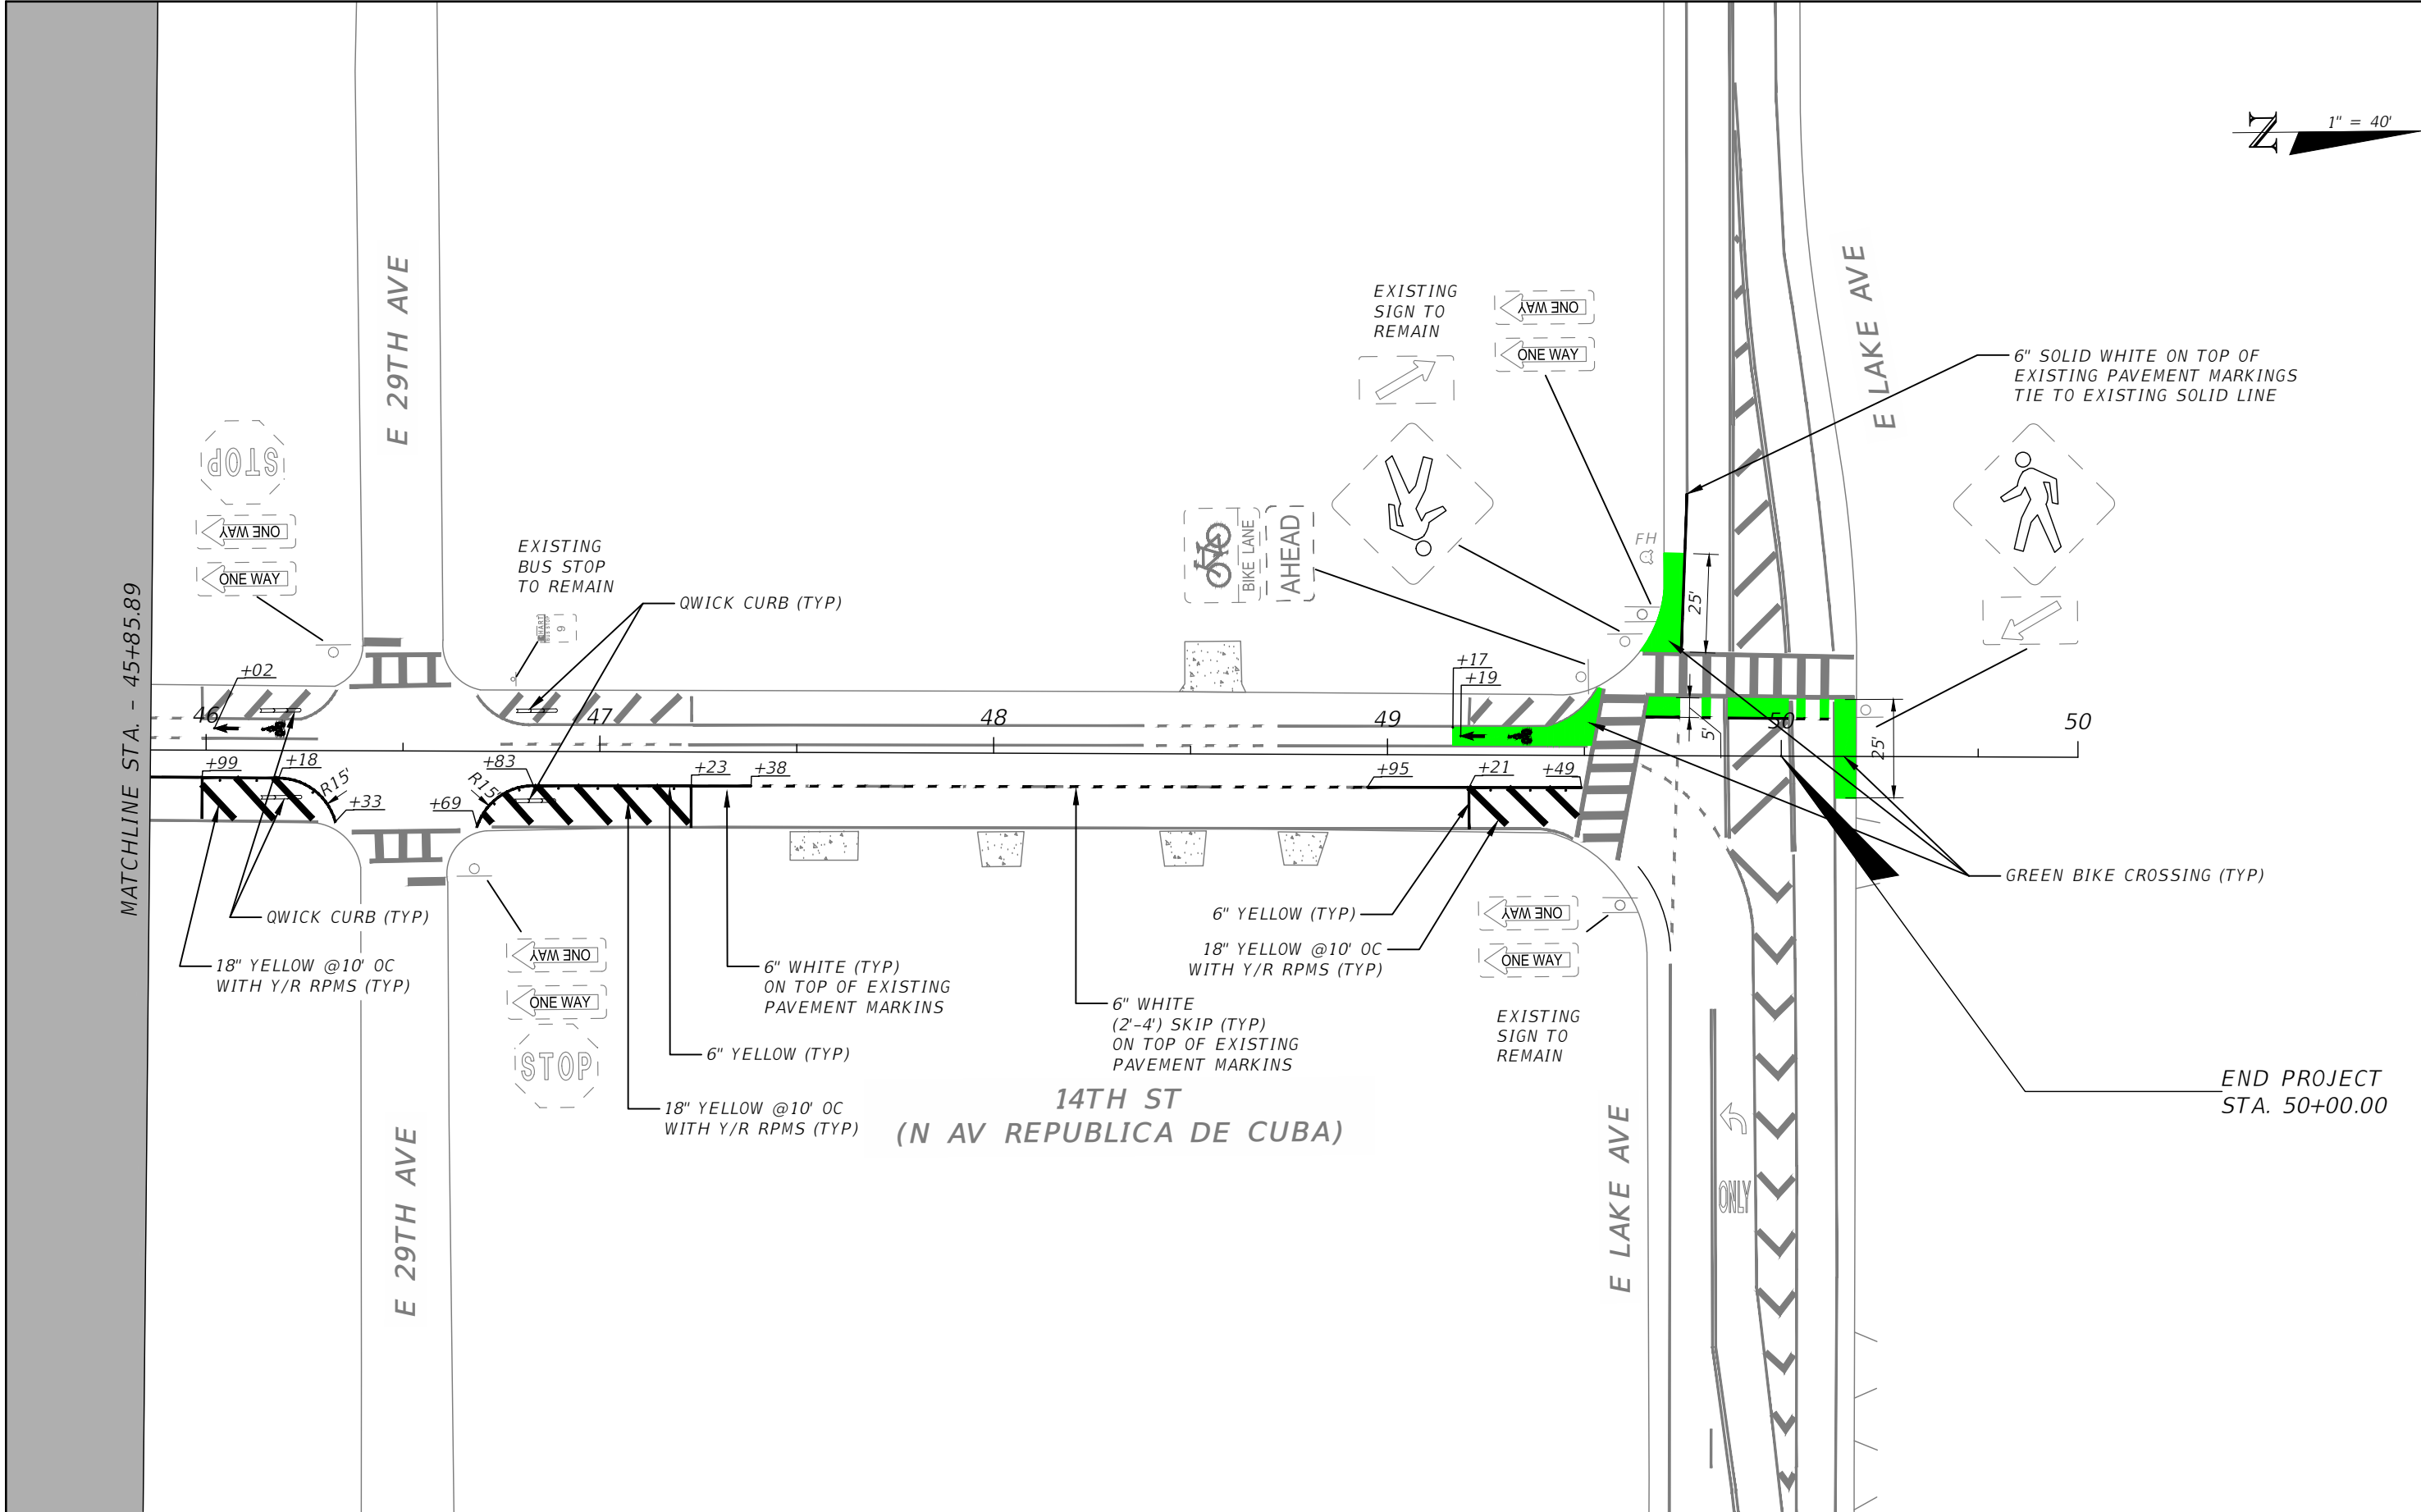 1" = 40'
N
MATCHLINE STA. - 45+85.89
E 29TH AVE
STOP
ONE WAY
ONE WAY
EXISTING
BUS STOP
TO REMAIN
HART
BUS STOP
9
QWICK CURB (TYP)
EXISTING
SIGN TO
REMAIN
ONE WAY
ONE WAY
BIKE LANE
AHEAD
FH
25'
E LAKE AVE
6" SOLID WHITE ON TOP OF
EXISTING PAVEMENT MARKINGS
TIE TO EXISTING SOLID LINE
+02
46
47
48
49
50
50
+17
+19
5'
25'
+99
+18
R15'
+33
+83
R15'
+69
+23
+38
+95
+21
+49
QWICK CURB (TYP)
18" YELLOW @10' OC
WITH Y/R RPMS (TYP)
ONE WAY
ONE WAY
STOP
6" WHITE (TYP)
ON TOP OF EXISTING
PAVEMENT MARKINS
6" YELLOW (TYP)
18" YELLOW @10' OC
WITH Y/R RPMS (TYP)
6" WHITE
(2'-4') SKIP (TYP)
ON TOP OF EXISTING
PAVEMENT MARKINS
6" YELLOW (TYP)
18" YELLOW @10' OC
WITH Y/R RPMS (TYP)
ONE WAY
ONE WAY
EXISTING
SIGN TO
REMAIN
GREEN BIKE CROSSING (TYP)
END PROJECT
STA. 50+00.00
14TH ST
(N AV REPUBLICA DE CUBA)
E 29TH AVE
E LAKE AVE
ONLY